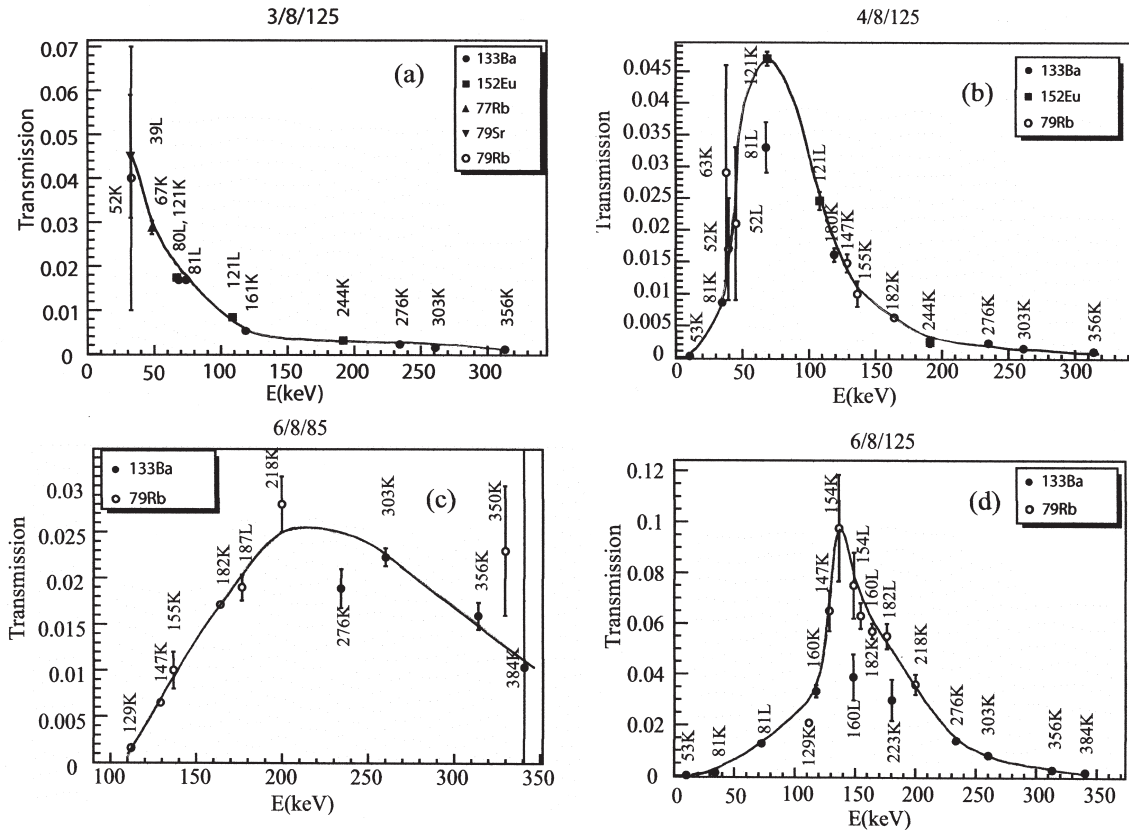 3/8/125
0.07
0.06
0.05
0.04
0.03
0.02
0.01
0
Transmission
0 50 100 150 200 250 300
E(keV)
(a)
133Ba
152Eu
77Rb
79Sr
79Rb
39L
52K
67K
80L, 121K
81L
121L
161K
244K
276K
303K
356K
4/8/125
0.045
0.04
0.035
0.03
0.025
0.02
0.015
0.01
0.005
0
Transmission
0 50 100 150 200 250 300
E(keV)
(b)
133Ba
152Eu
79Rb
53K
81K
52K
63K
52L
121K
81L
121L
180K
147K
155K
182K
244K
276K
303K
356K
6/8/85
0.03
0.025
0.02
0.015
0.01
0.005
0
Transmission
100 150 200 250 300 350
E(keV)
(c)
133Ba
79Rb
129K
147K
155K
182K
187L
218K
276K
303K
356K
350K
384K
6/8/125
0.12
0.1
0.08
0.06
0.04
0.02
0
Transmission
0 50 100 150 200 250 300 350
E(keV)
(d)
133Ba
79Rb
53K
81K
81L
129K
160K
147K
154K
154L
160L
160L
182K
182L
223K
218K
276K
303K
356K
384K